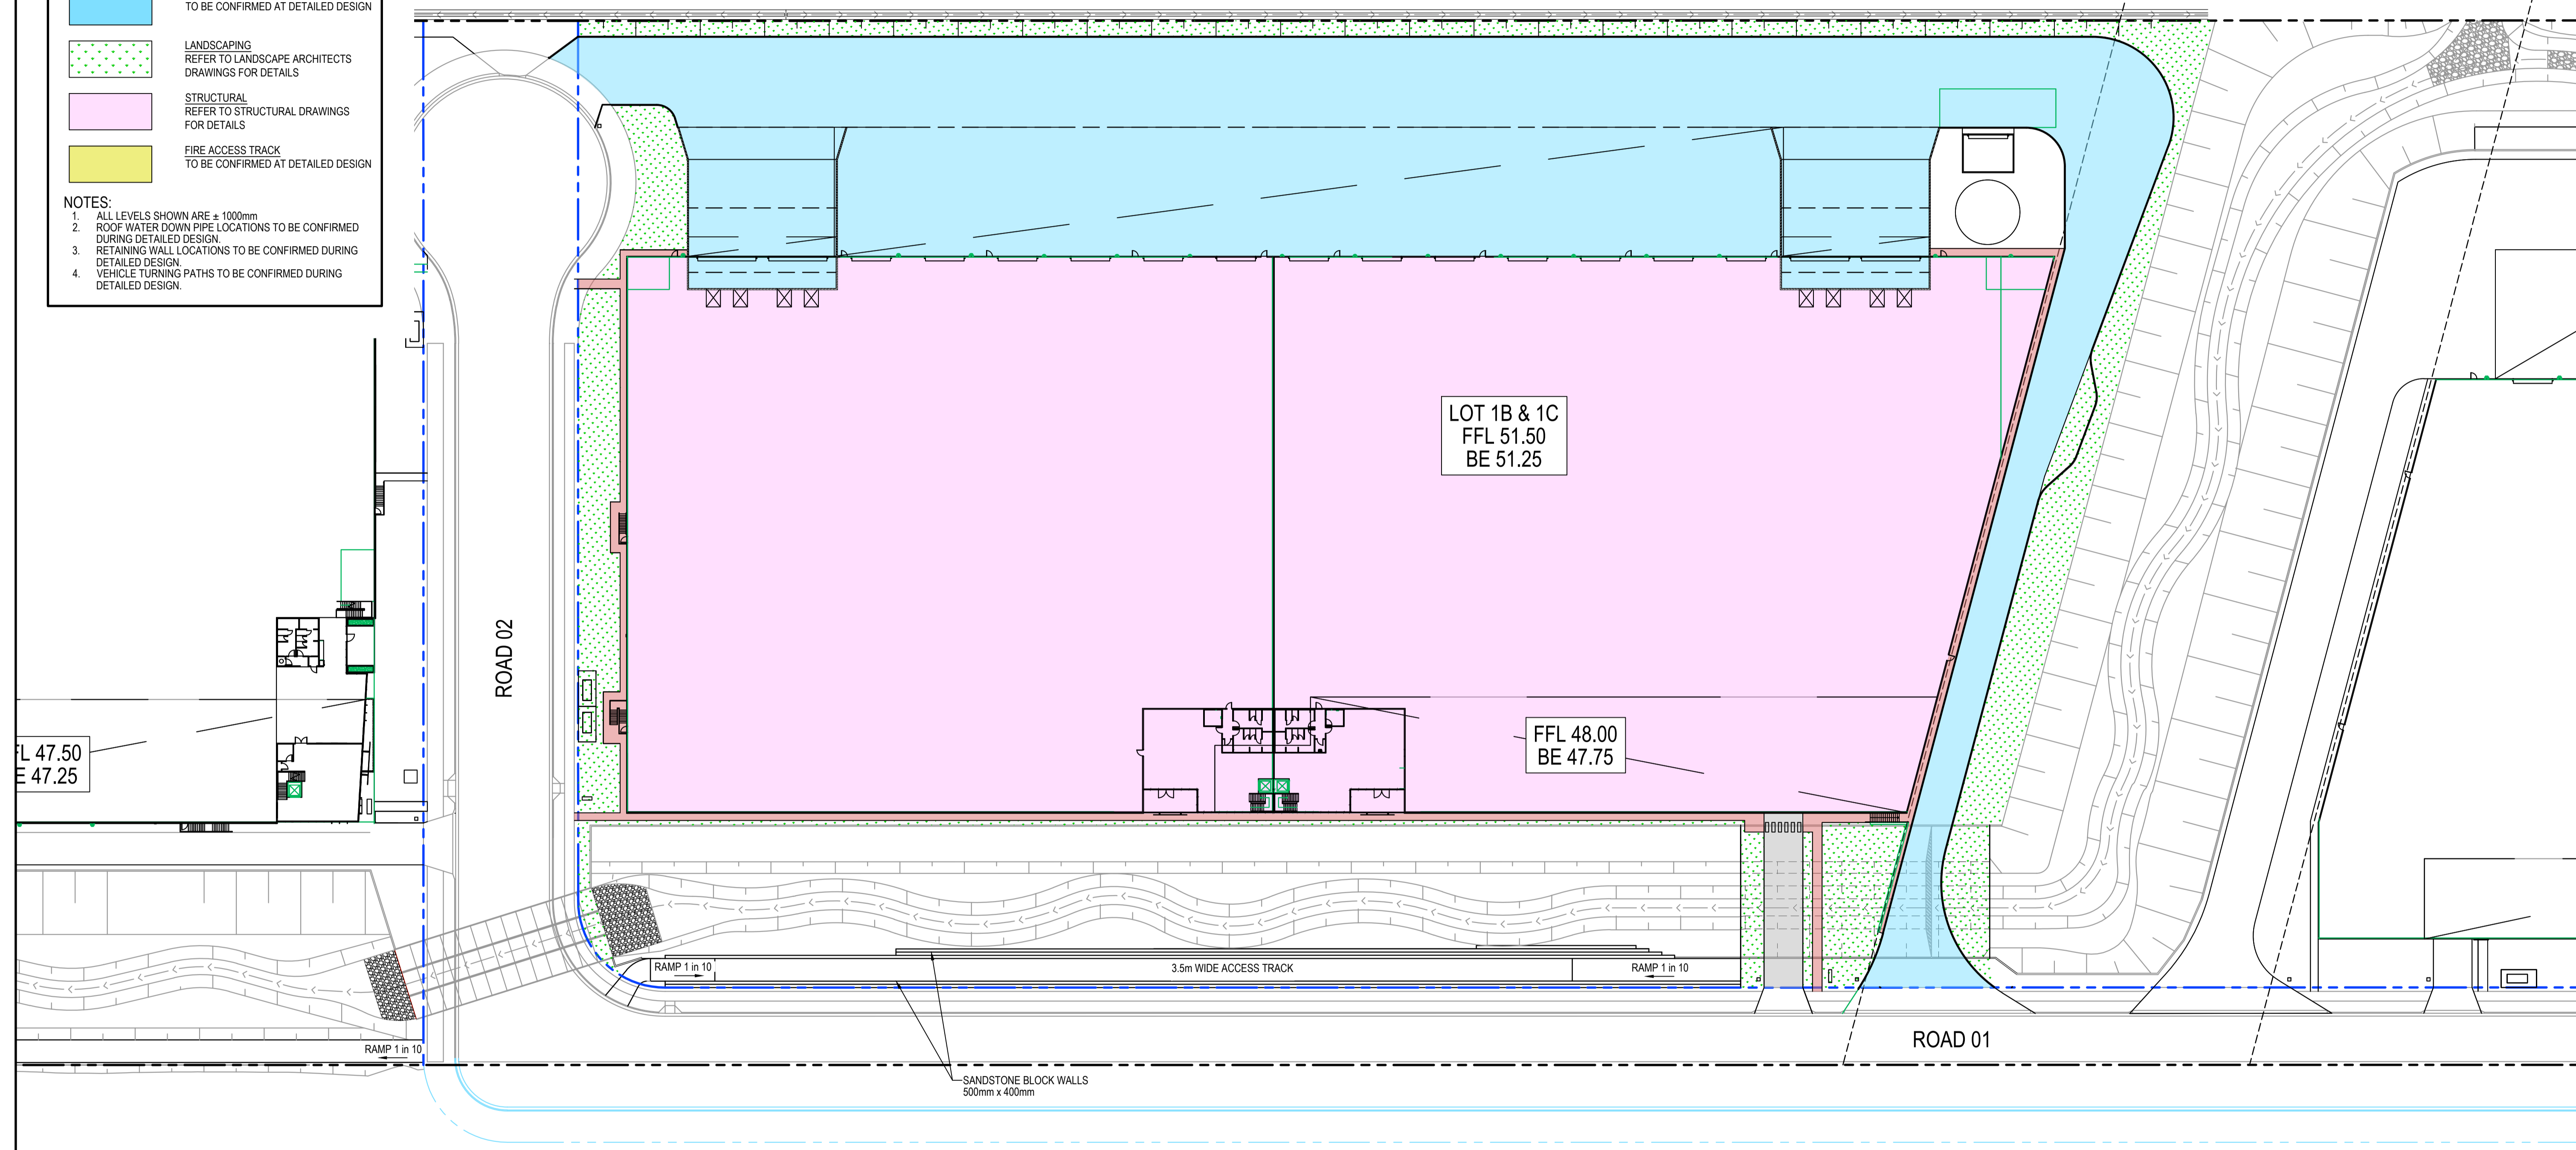 TO BE CONFIRMED AT DETAILED DESIGN
LANDSCAPING
REFER TO LANDSCAPE ARCHITECTS
DRAWINGS FOR DETAILS
STRUCTURAL
REFER TO STRUCTURAL DRAWINGS
FOR DETAILS
FIRE ACCESS TRACK
TO BE CONFIRMED AT DETAILED DESIGN
NOTES:
1. ALL LEVELS SHOWN ARE ± 1000mm
2. ROOF WATER DOWN PIPE LOCATIONS TO BE CONFIRMED
DURING DETAILED DESIGN.
3. RETAINING WALL LOCATIONS TO BE CONFIRMED DURING
DETAILED DESIGN.
4. VEHICLE TURNING PATHS TO BE CONFIRMED DURING
DETAILED DESIGN.
LOT 1B & 1C
FFL 51.50
BE 51.25
ROAD 02
FFL 48.00
BE 47.75
FL 47.50
E 47.25
RAMP 1 in 10
3.5m WIDE ACCESS TRACK
RAMP 1 in 10
ROAD 01
RAMP 1 in 10
SANDSTONE BLOCK WALLS
500mm x 400mm